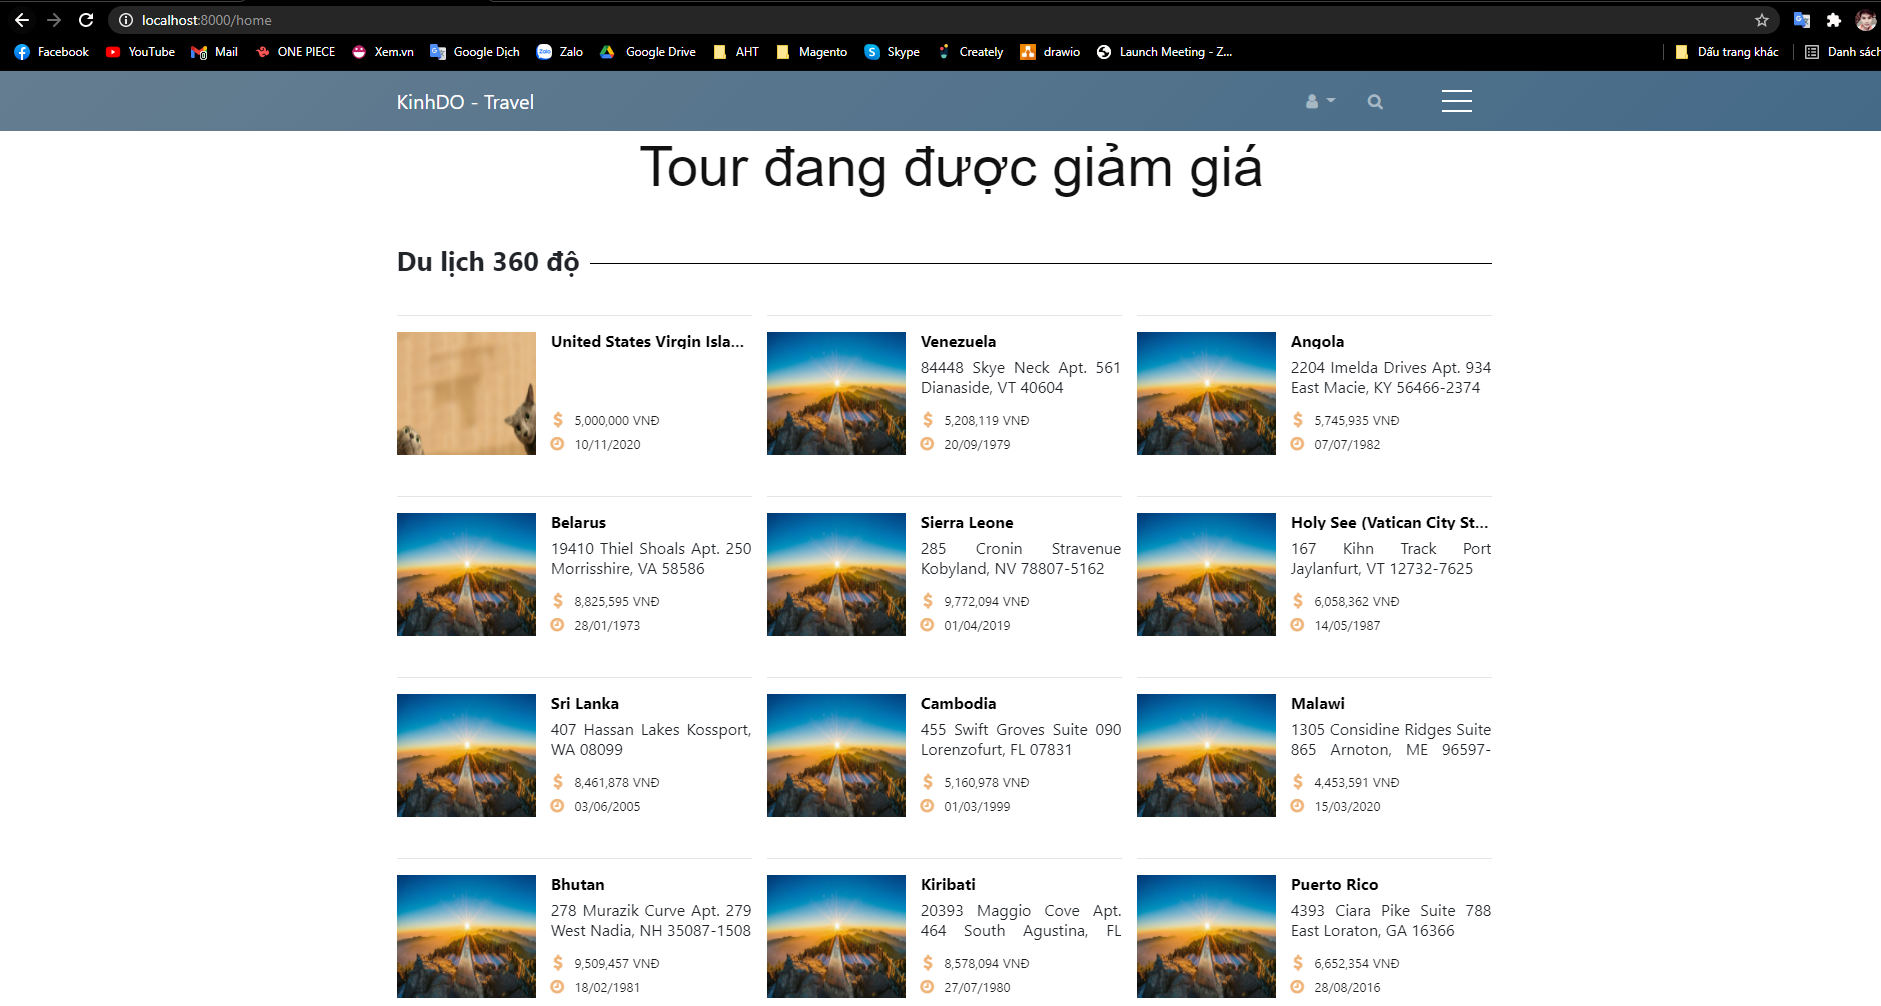 localhost:8000/home
Facebook YouTube Mail ONE PIECE Xem.vn Google Dịch Zalo Google Drive AHT Magento Skype Creately drawio Launch Meeting - Z... Dấu trang khác Danh sách
KinhDO - Travel
Tour đang được giảm giá
Du lịch 360 độ
United States Virgin Isla...
5,000,000 VNĐ
10/11/2020
Venezuela
84448 Skye Neck Apt. 561
Dianaside, VT 40604
5,208,119 VNĐ
20/09/1979
Angola
2204 Imelda Drives Apt. 934
East Macie, KY 56466-2374
5,745,935 VNĐ
07/07/1982
Belarus
19410 Thiel Shoals Apt. 250
Morrisshire, VA 58586
8,825,595 VNĐ
28/01/1973
Sierra Leone
285 Cronin Stravenue
Kobyland, NV 78807-5162
9,772,094 VNĐ
01/04/2019
Holy See (Vatican City St...
167 Kihn Track Port
Jaylanfurt, VT 12732-7625
6,058,362 VNĐ
14/05/1987
Sri Lanka
407 Hassan Lakes Kossport,
WA 08099
8,461,878 VNĐ
03/06/2005
Cambodia
455 Swift Groves Suite 090
Lorenzofurt, FL 07831
5,160,978 VNĐ
01/03/1999
Malawi
1305 Considine Ridges Suite
865 Arnoton, ME 96597-
4,453,591 VNĐ
15/03/2020
Bhutan
278 Murazik Curve Apt. 279
West Nadia, NH 35087-1508
9,509,457 VNĐ
18/02/1981
Kiribati
20393 Maggio Cove Apt.
464 South Agustina, FL
8,578,094 VNĐ
27/07/1980
Puerto Rico
4393 Ciara Pike Suite 788
East Loraton, GA 16366
6,652,354 VNĐ
28/08/2016